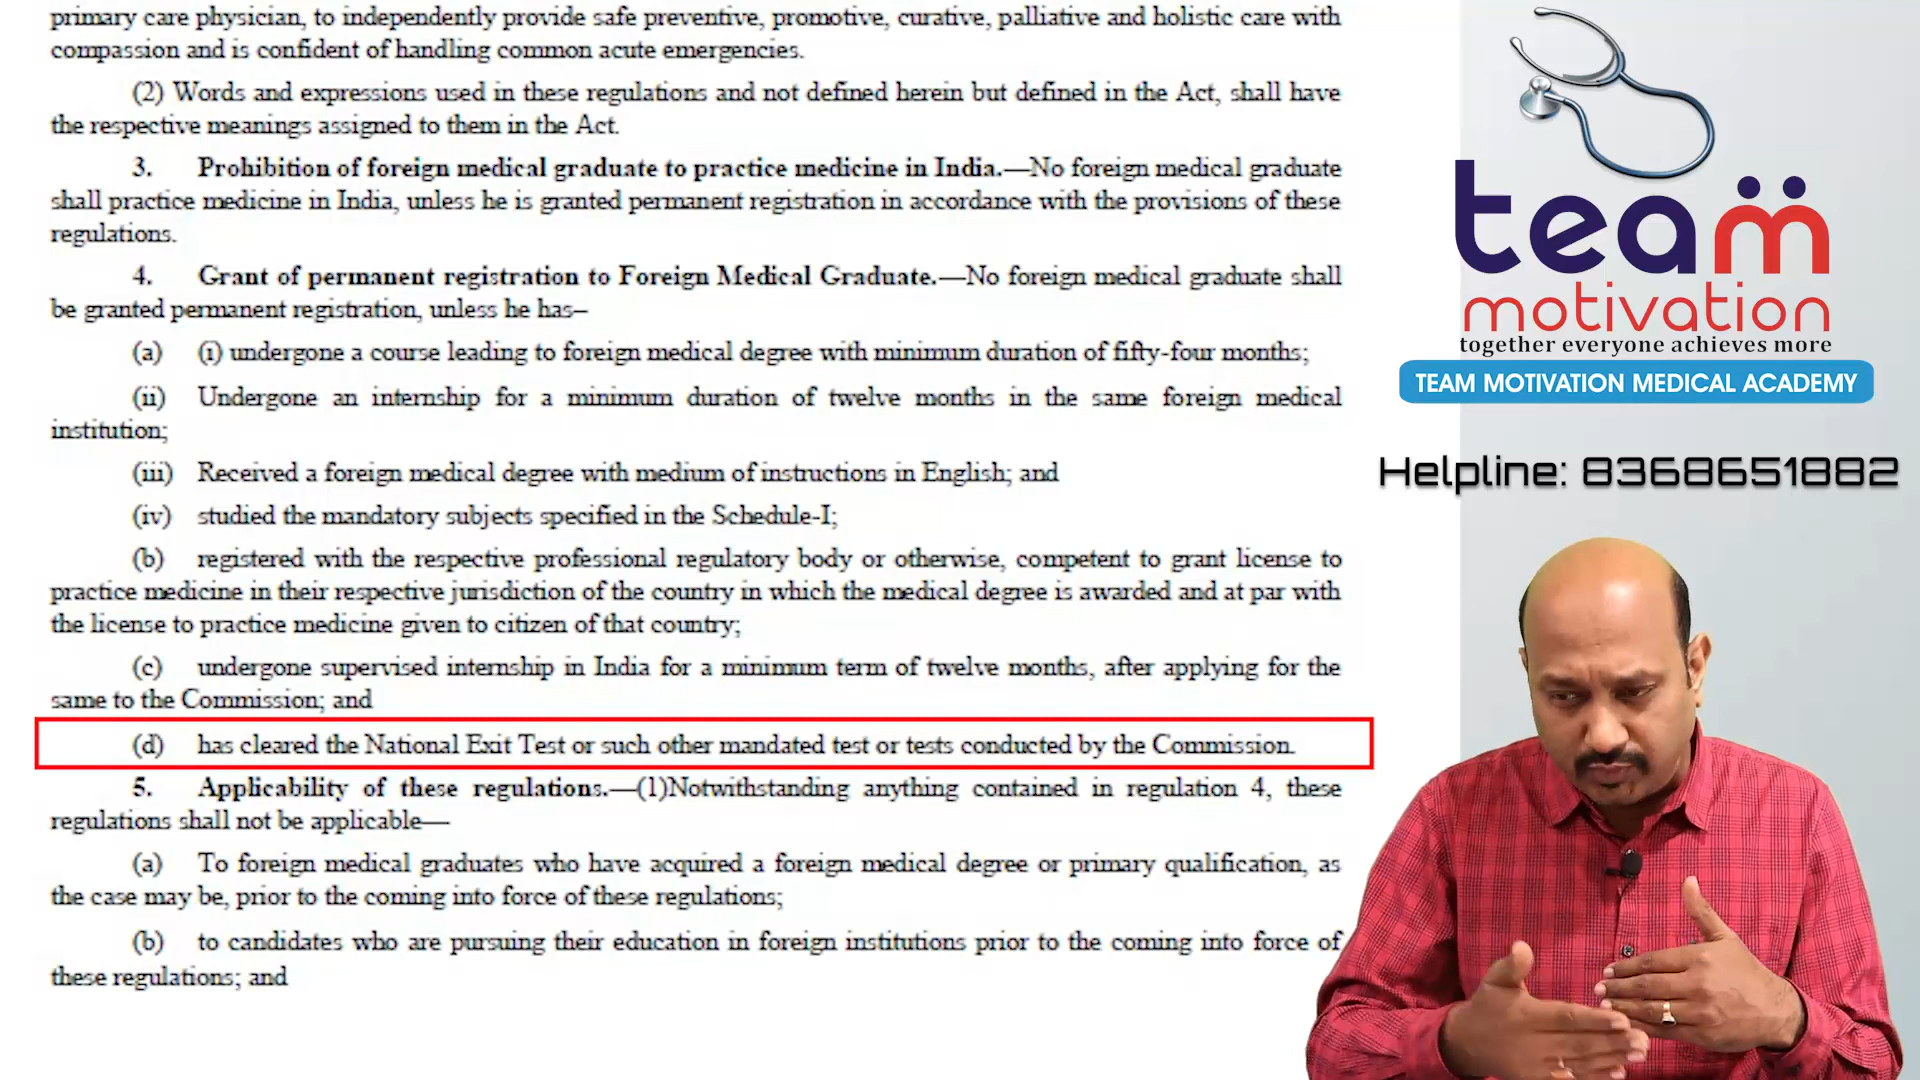 primary care physician, to independently provide safe preventive, promotive, curative, palliative and holistic care with
compassion and is confident of handling common acute emergencies.
(2) Words and expressions used in these regulations and not defined herein but defined in the Act, shall have
the respective meanings assigned to them in the Act.
3. Prohibition of foreign medical graduate to practice medicine in India.—No foreign medical graduate
shall practice medicine in India, unless he is granted permanent registration in accordance with the provisions of these
regulations.
4. Grant of permanent registration to Foreign Medical Graduate.—No foreign medical graduate shall
be granted permanent registration, unless he has–
(a) (i) undergone a course leading to foreign medical degree with minimum duration of fifty-four months;
(ii) Undergone an internship for a minimum duration of twelve months in the same foreign medical
institution;
(iii) Received a foreign medical degree with medium of instructions in English; and
(iv) studied the mandatory subjects specified in the Schedule-I;
(b) registered with the respective professional regulatory body or otherwise, competent to grant license to
practice medicine in their respective jurisdiction of the country in which the medical degree is awarded and at par with
the license to practice medicine given to citizen of that country;
(c) undergone supervised internship in India for a minimum term of twelve months, after applying for the
same to the Commission; and
(d) has cleared the National Exit Test or such other mandated test or tests conducted by the Commission.
5. Applicability of these regulations.—(1)Notwithstanding anything contained in regulation 4, these
regulations shall not be applicable—
(a) To foreign medical graduates who have acquired a foreign medical degree or primary qualification, as
the case may be, prior to the coming into force of these regulations;
(b) to candidates who are pursuing their education in foreign institutions prior to the coming into force of
these regulations; and
team
motivation
together everyone achieves more
TEAM MOTIVATION MEDICAL ACADEMY
Helpline: 8368651882